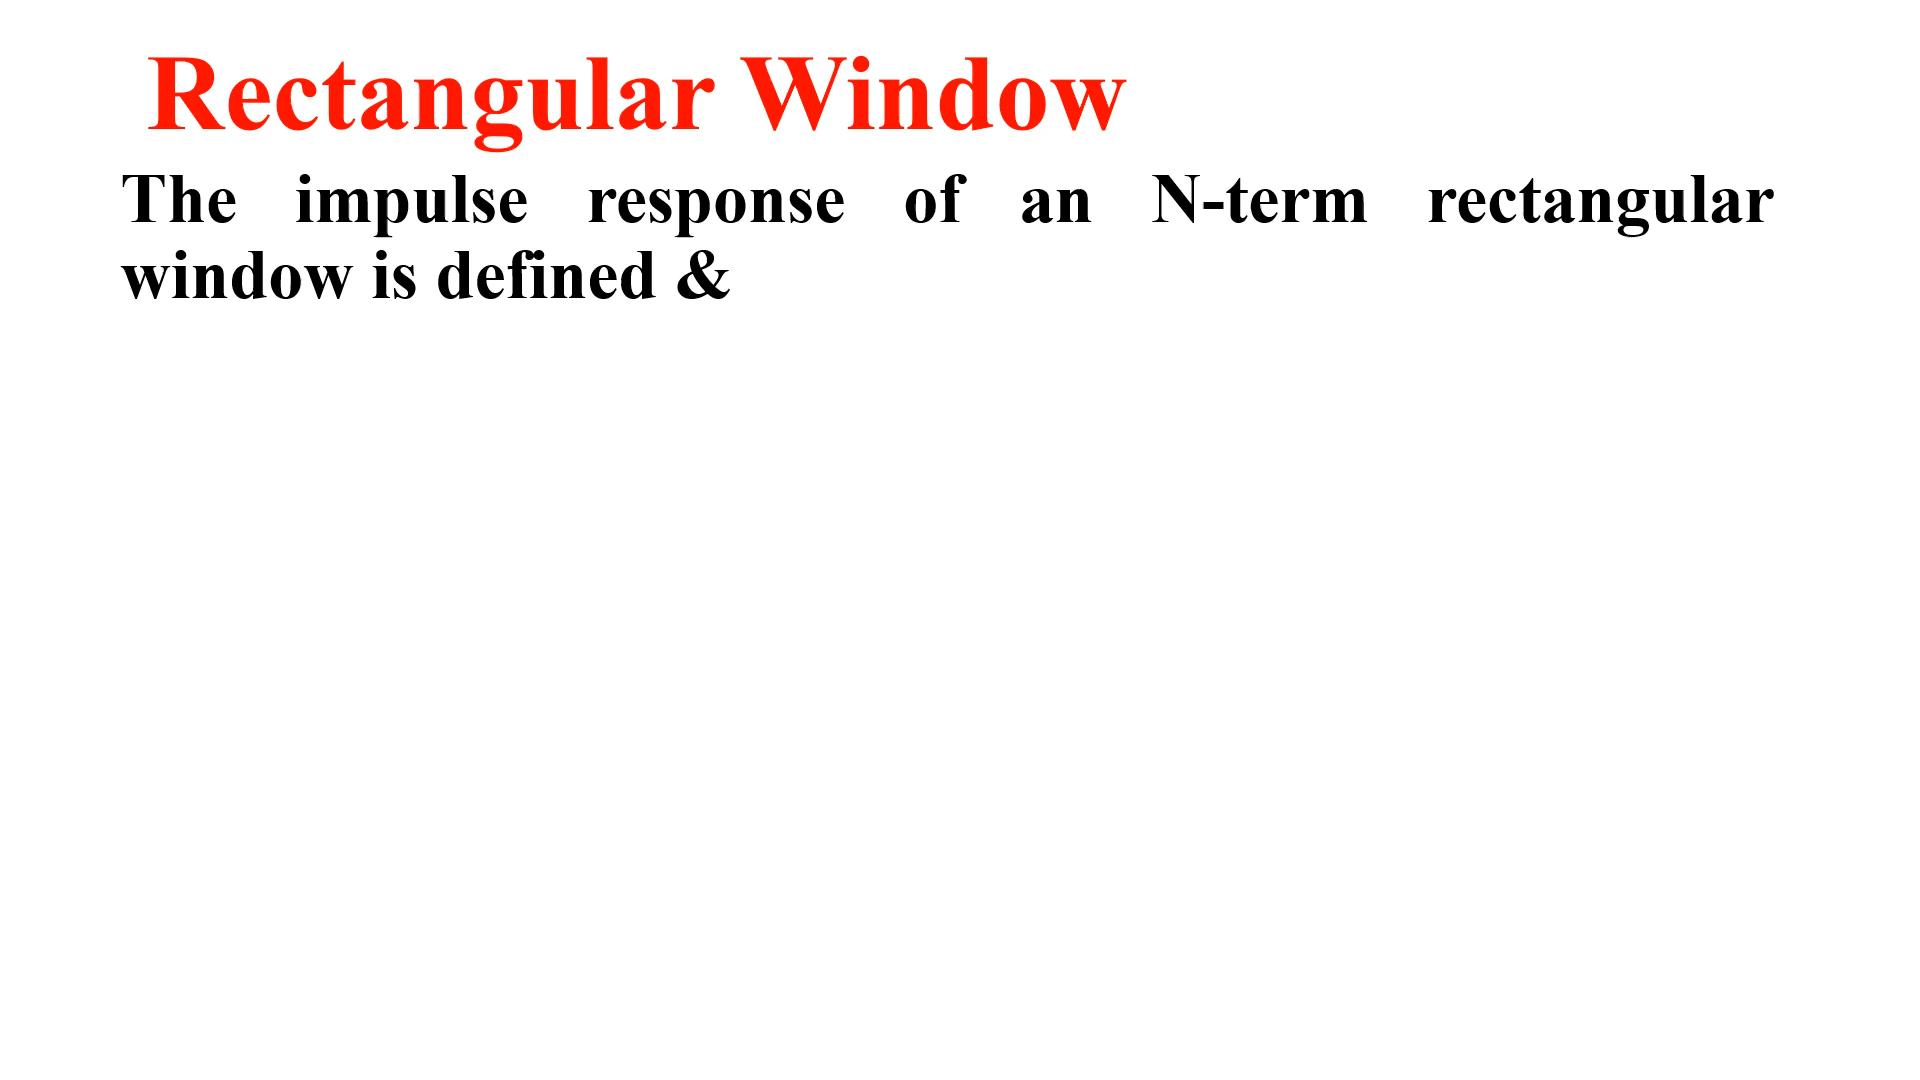 Rectangular Window
The impulse response of an N-term rectangular
window is defined &